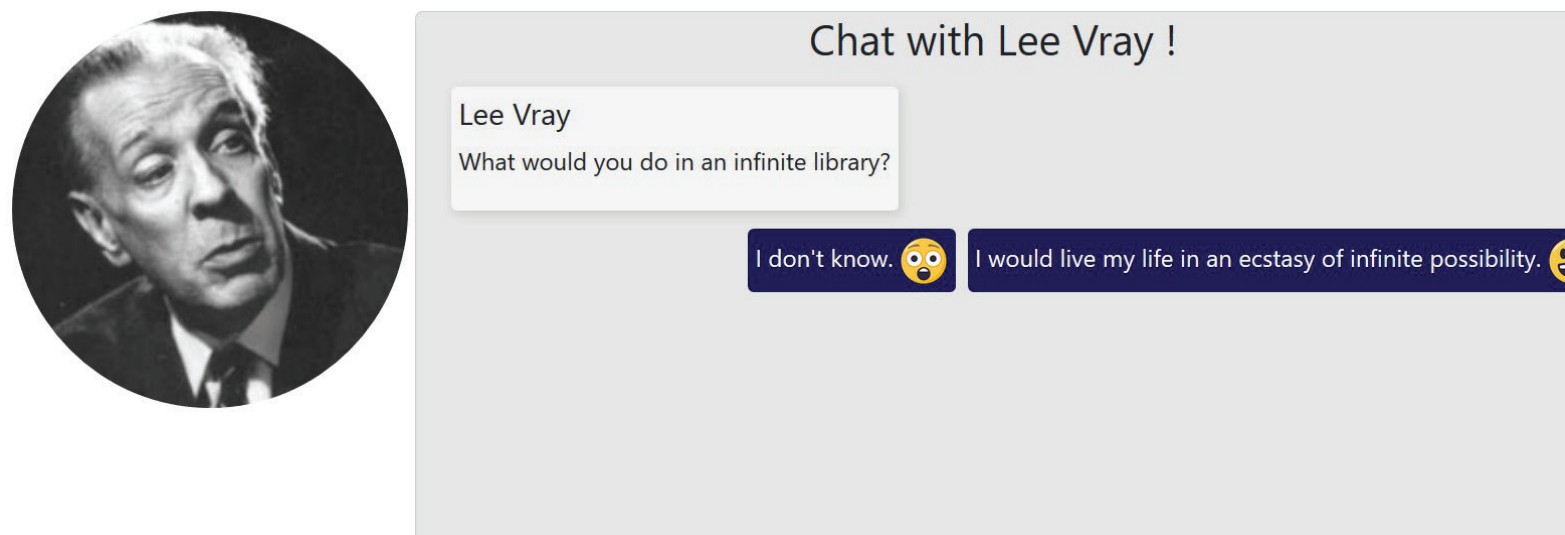 Chat with Lee Vray !
Lee Vray
What would you do in an infinite library?
I don't know.
I would live my life in an ecstasy of infinite possibility.